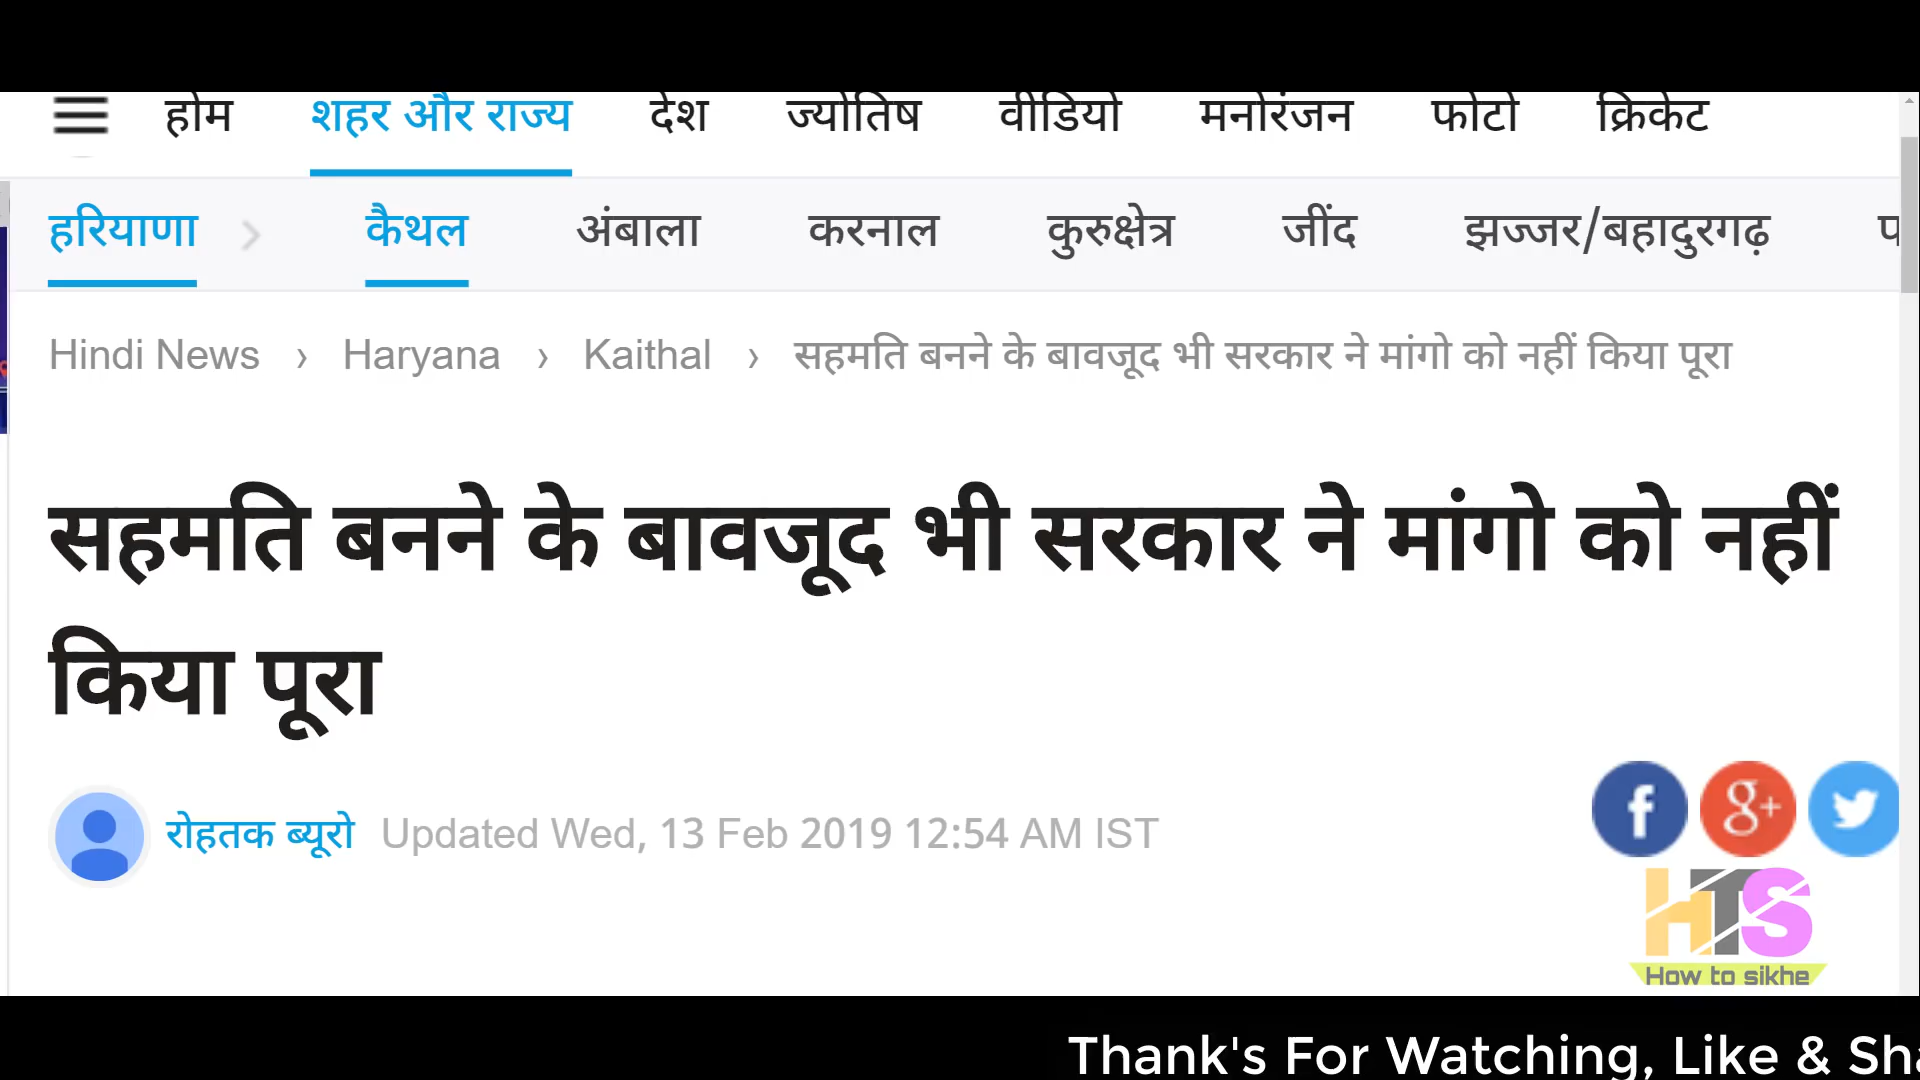 होम शहर और राज्य देश ज्योतिष वीडियो मनोरंजन फोटो क्रिकेट
हरियाणा › कैथल अंबाला करनाल कुरुक्षेत्र जींद झज्जर/बहादुरगढ़
Hindi News › Haryana › Kaithal › सहमति बनने के बावजूद भी सरकार ने मांगो को नहीं किया पूरा
सहमति बनने के बावजूद भी सरकार ने मांगो को नहीं
किया पूरा
रोहतक ब्यूरो Updated Wed, 13 Feb 2019 12:54 AM IST
HTS
How to sikhe
Thank's For Watching, Like &